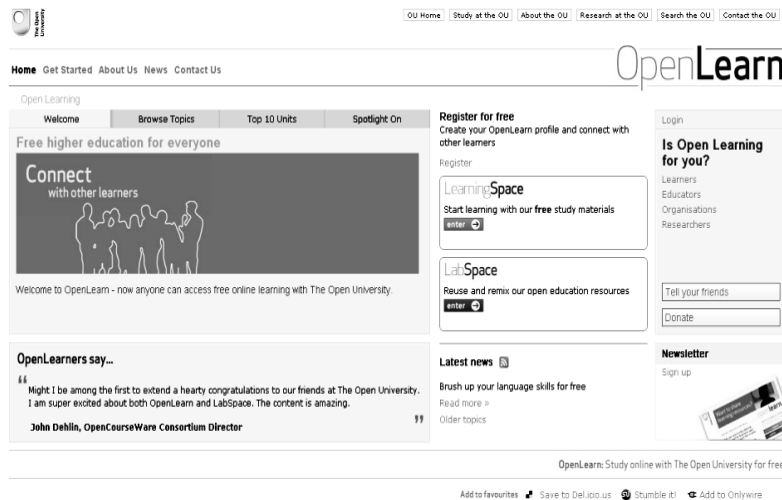 The Open University
OU Home Study at the OU About the OU Research at the OU Search the OU Contact the OU
OpenLearn
Home Get Started About Us News Contact Us
Open Learning
Welcome Browse Topics Top 10 Units Spotlight On
Free higher education for everyone
Connect
with other learners
Welcome to OpenLearn - now anyone can access free online learning with The Open University.
OpenLearners say...
“
Might I be among the first to extend a hearty congratulations to our friends at The Open University.
I am super excited about both OpenLearn and LabSpace. The content is amazing.
”
John Dehlin, OpenCourseWare Consortium Director
Register for free
Create your OpenLearn profile and connect with
other learners
Register
LearningSpace
Start learning with our free study materials
enter
LabSpace
Reuse and remix our open education resources
enter
Latest news
Brush up your language skills for free
Read more »
Older topics
Login
Is Open Learning
for you?
Learners
Educators
Organisations
Researchers
Tell your friends
Donate
Newsletter
Sign up
OpenLearn: Study online with The Open University for free
Add to favourites Save to Del.icio.us Stumble it! Add to Onlywire